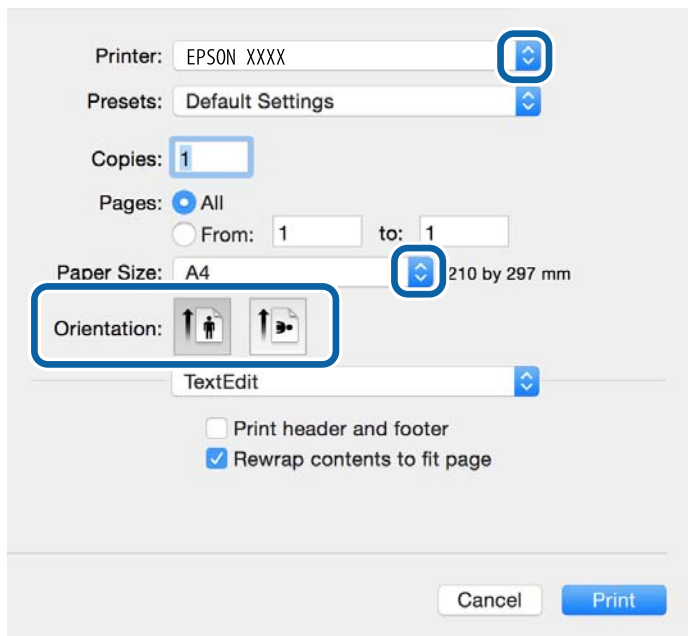 Printer: EPSON XXXX
Presets: Default Settings
Copies: 1
Pages: All
From: 1 to: 1
Paper Size: A4 210 by 297 mm
Orientation:
TextEdit
Print header and footer
Rewrap contents to fit page
Cancel Print